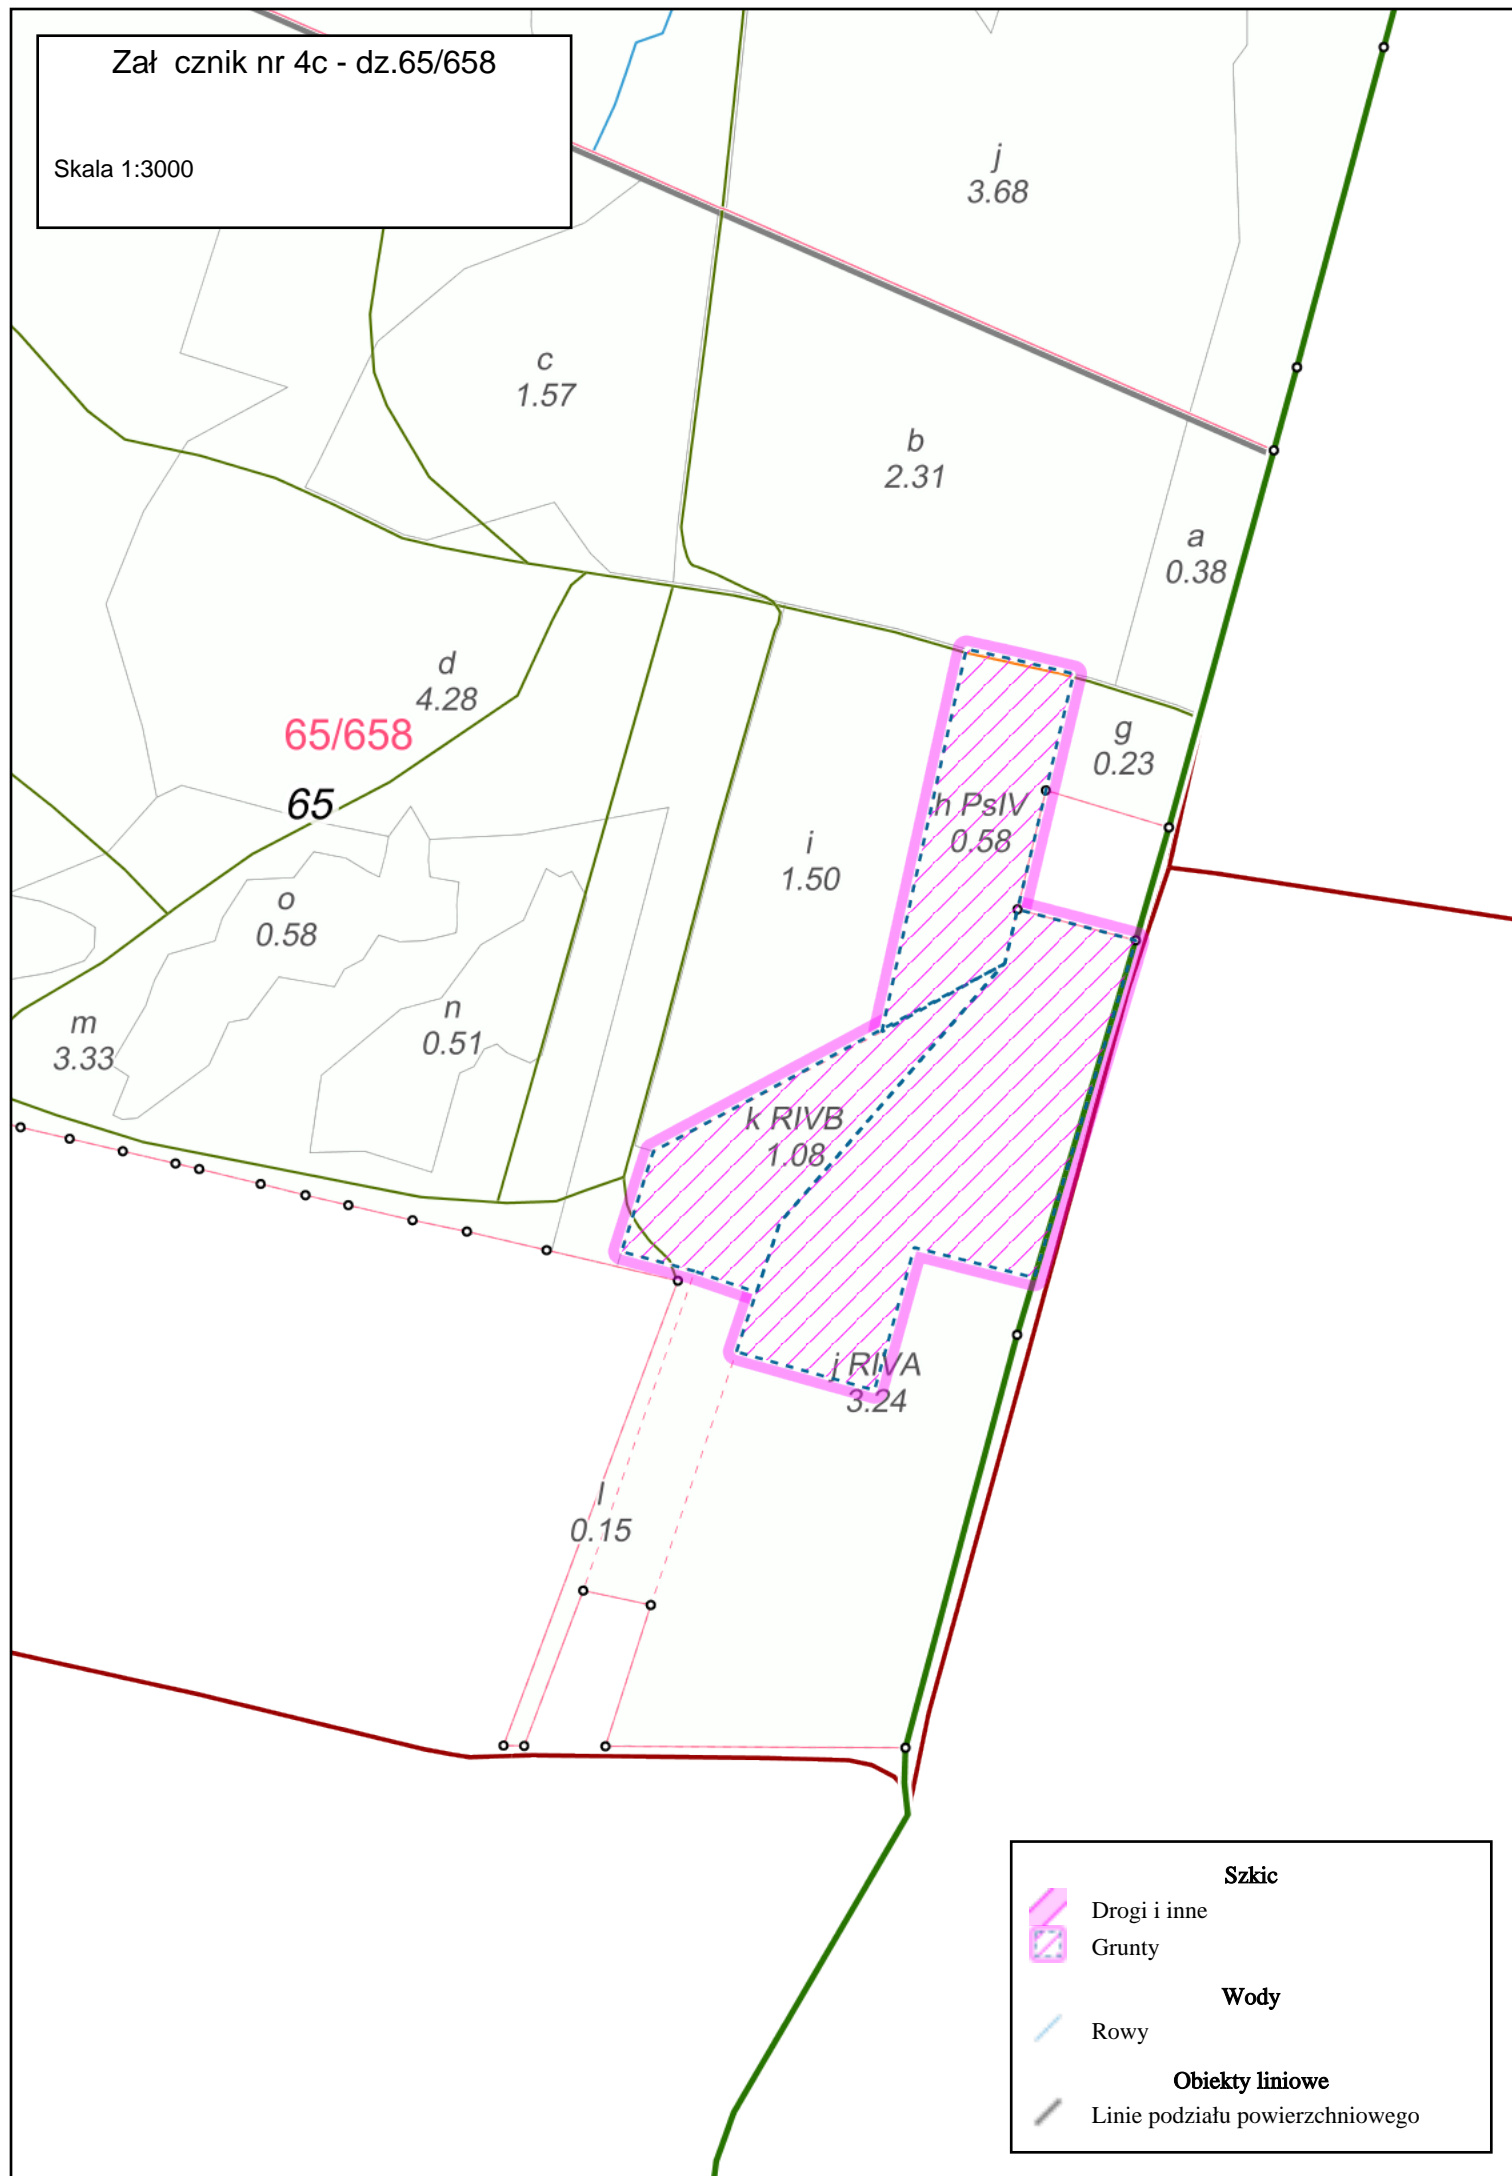 Zał cznik nr 4c - dz.65/658
Skala 1:3000
j
3.68
c
1.57
b
2.31
a
0.38
d
4.28
65/658
65
g
0.23
h PsIV
0.58
i
1.50
o
0.58
n
0.51
m
3.33
k RIVB
1.08
j RIVA
3.24
l
0.15
Szkic
Drogi i inne
Grunty
Wody
Rowy
Obiekty liniowe
Linie podziału powierzchniowego